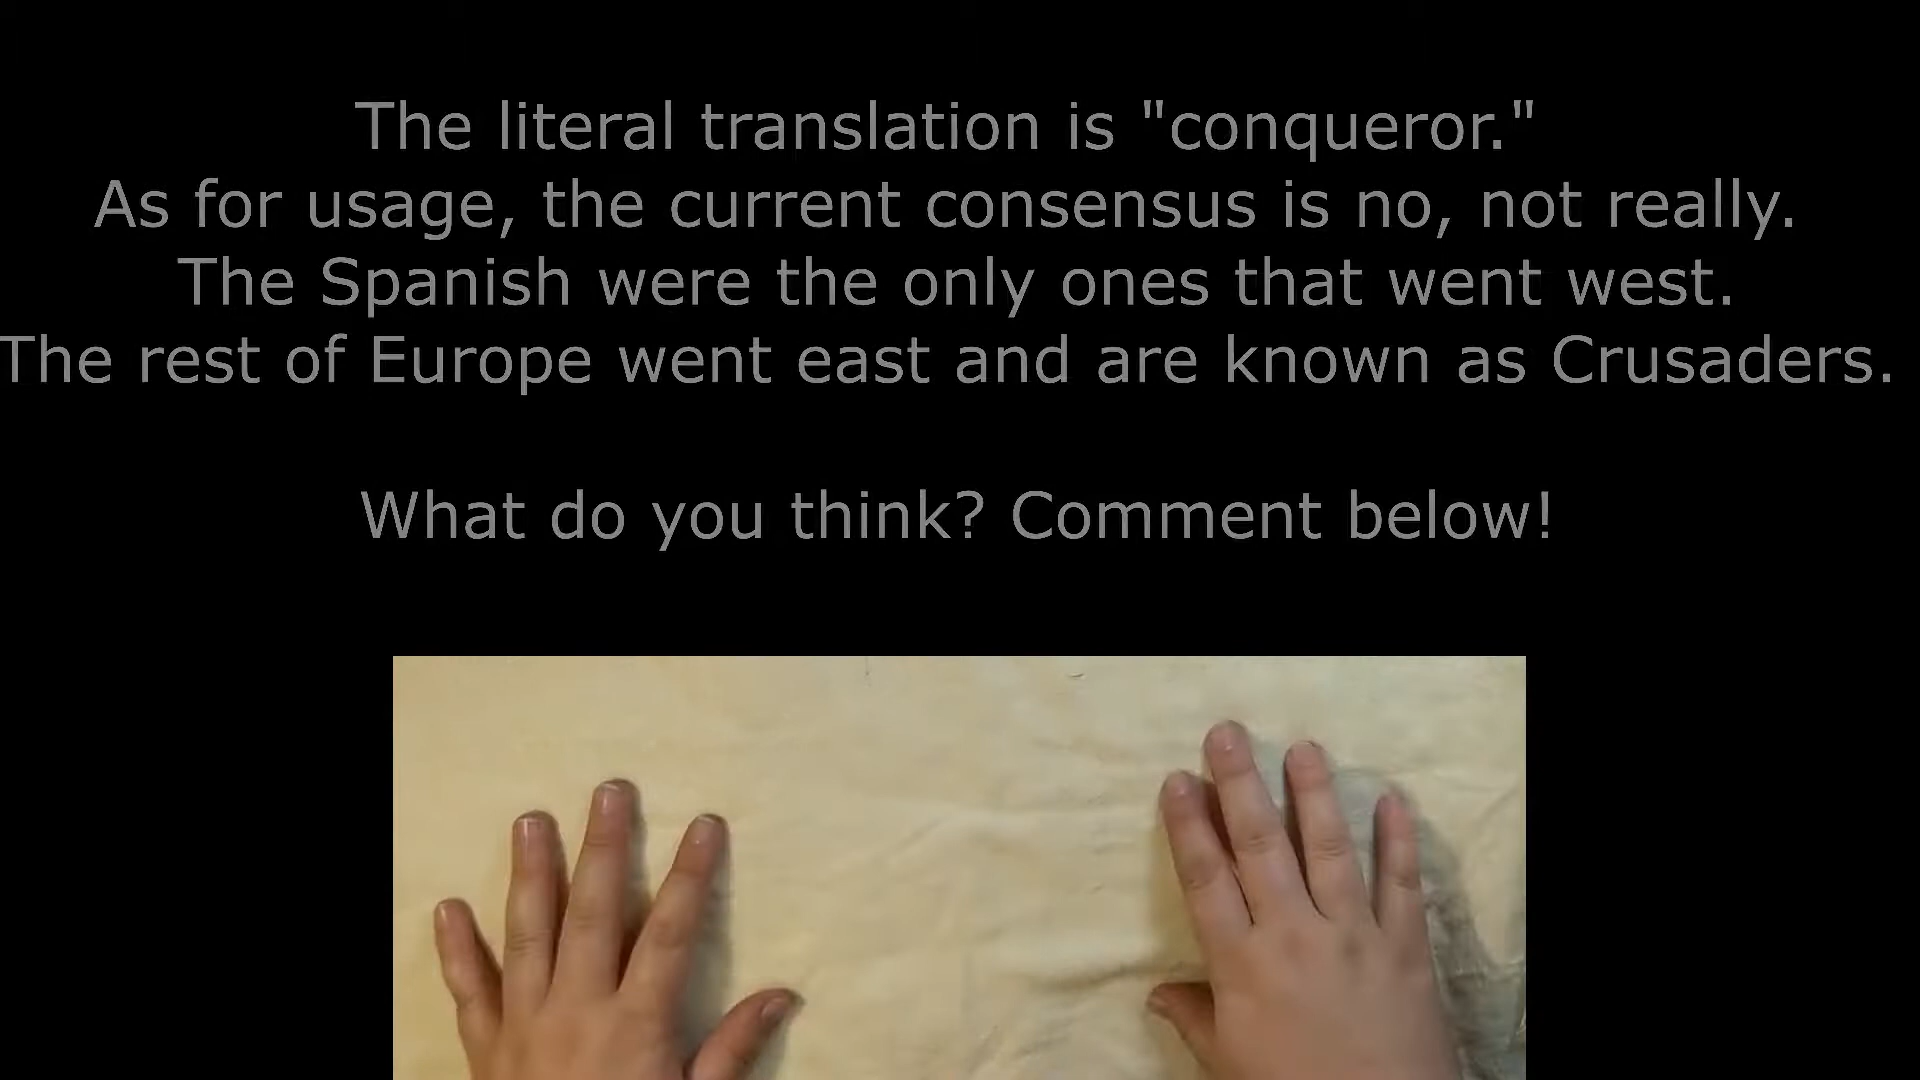 The literal translation is "conqueror."
As for usage, the current consensus is no, not really.
The Spanish were the only ones that went west.
The rest of Europe went east and are known as Crusaders.
What do you think? Comment below!